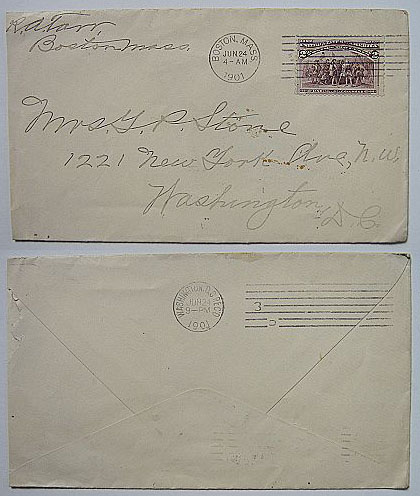 Boston Mass.
BOSTON, MASS.
JUN 24
4-AM
1901
2
Mrs. G. P. Stone
1221 New York Ave, N.W.
Washington
D.C.
WASHINGTON, D.C. REC'D
JUN 24
9-PM
1901
3
D